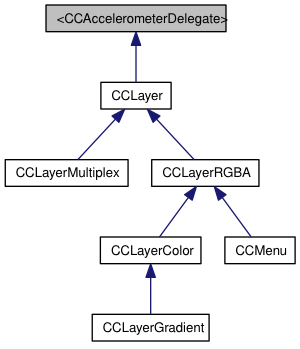 <CCAccelerometerDelegate>
CCLayer
CCLayerMultiplex
CCLayerRGBA
CCLayerColor
CCMenu
CCLayerGradient